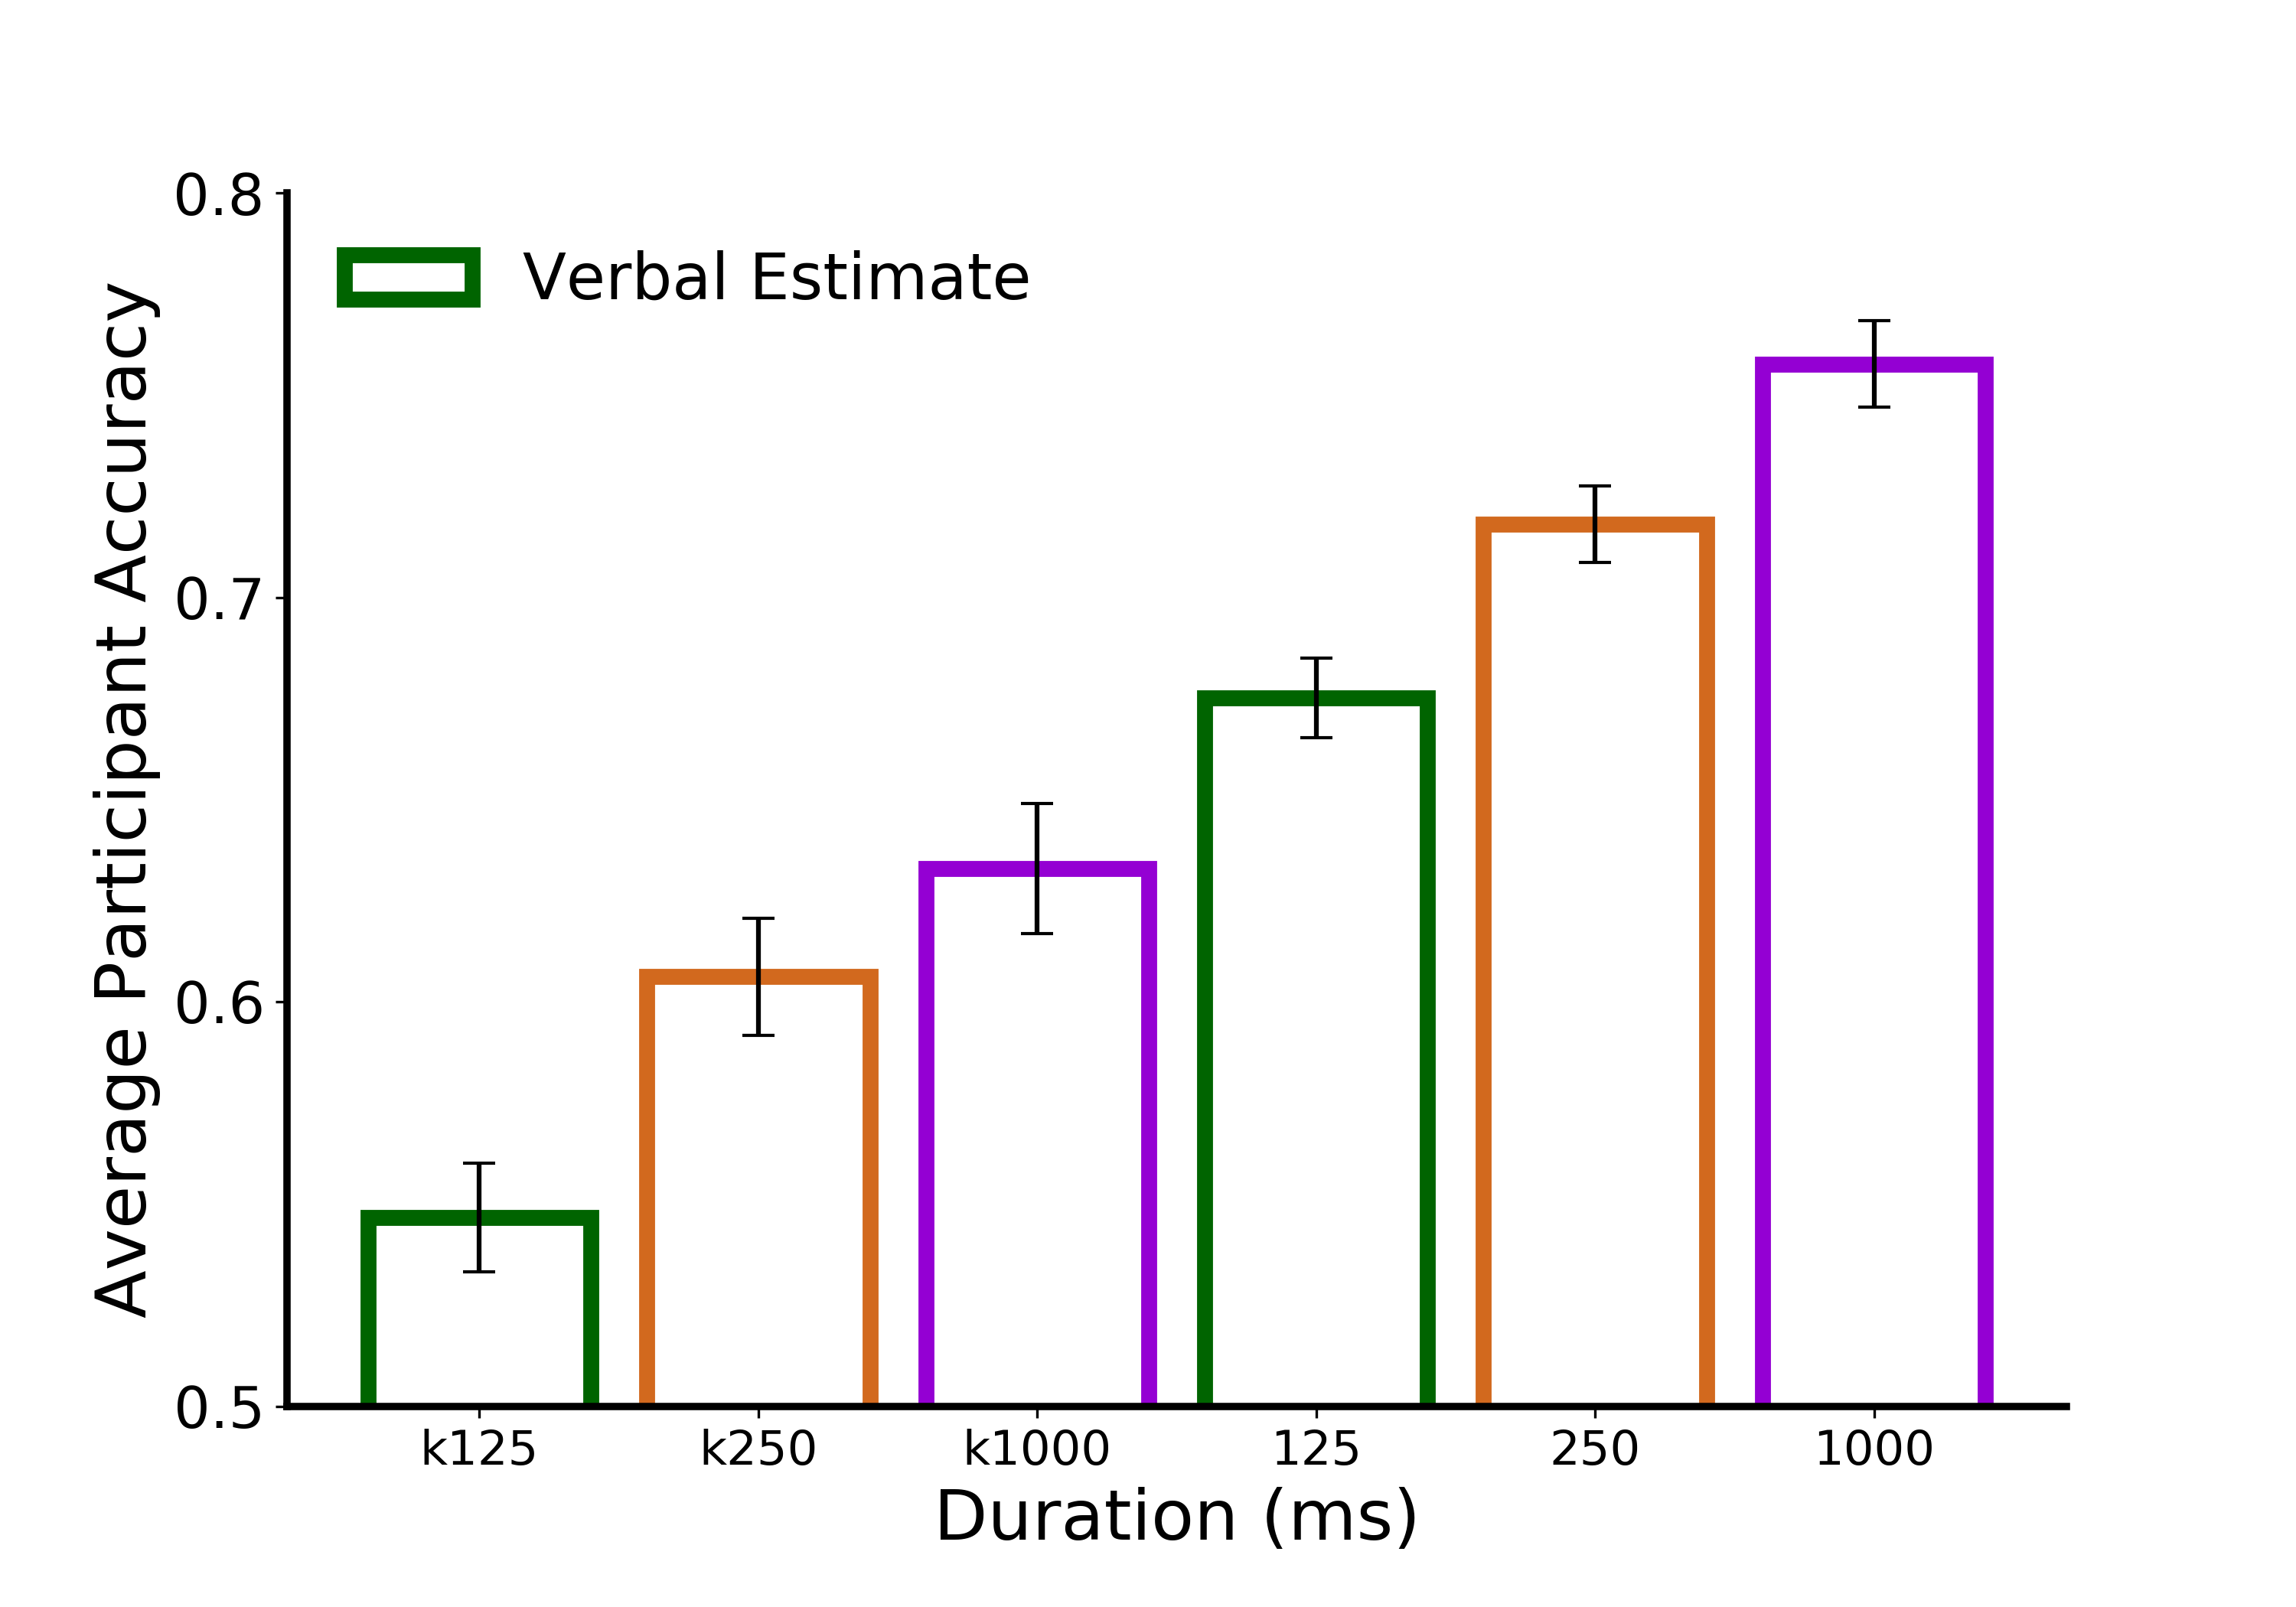 0.8
Verbal Estimate
0.7
0.6
0.5
Average Participant Accuracy
k125 k250 k1000 125 250 1000
Duration (ms)